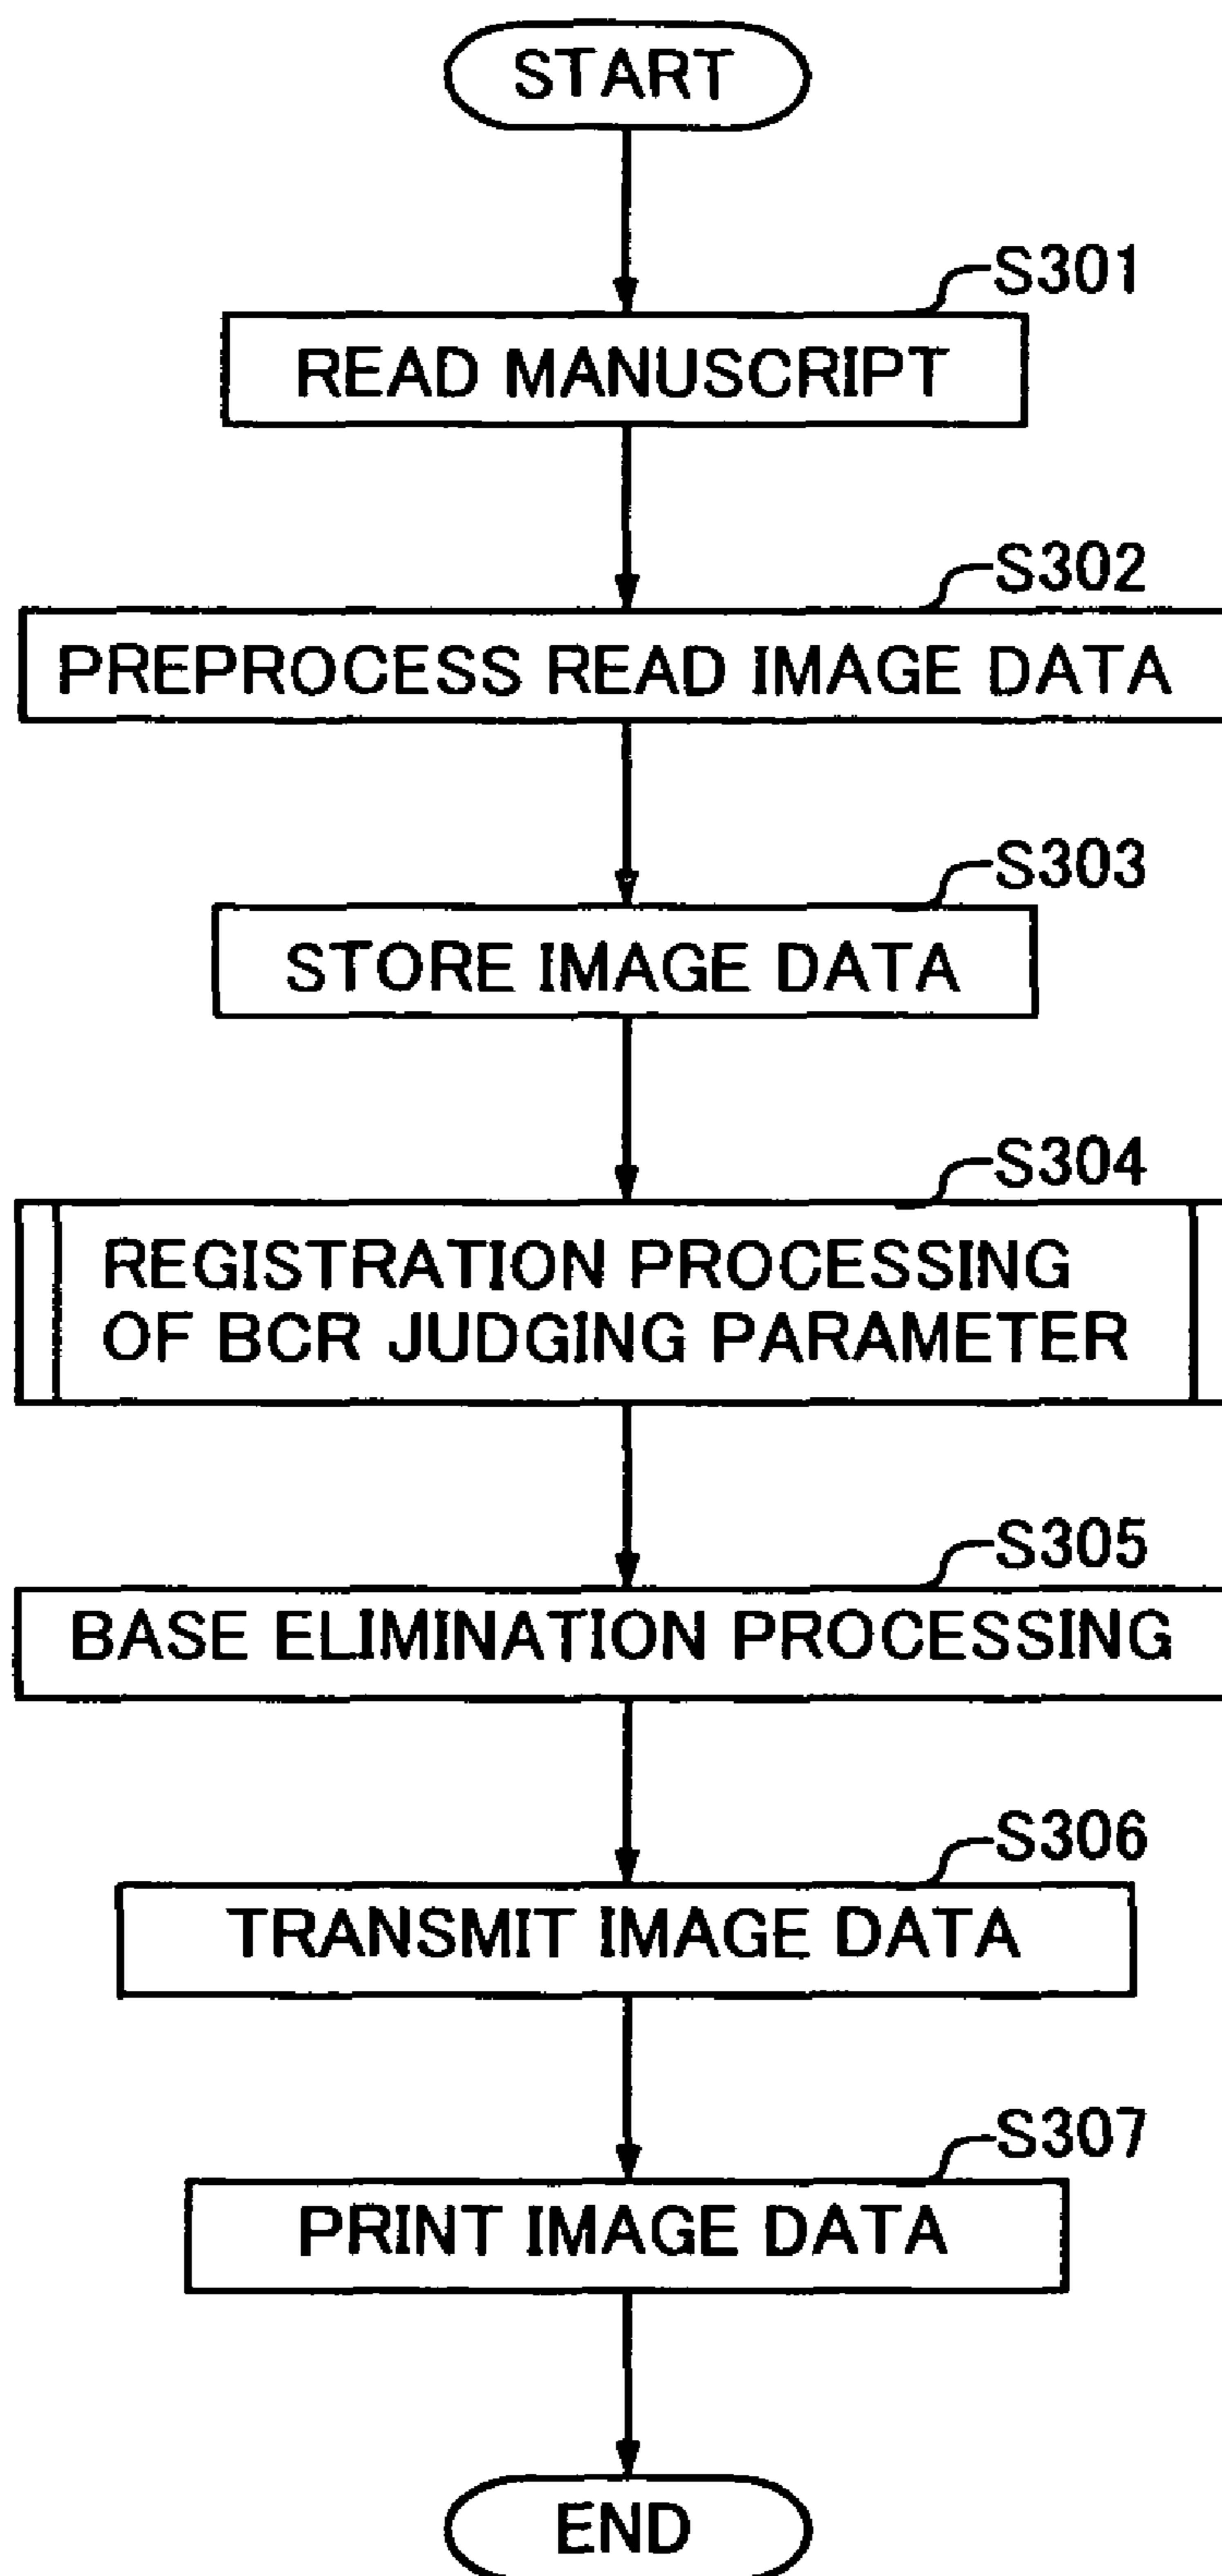 START
S301
READ MANUSCRIPT
S302
PREPROCESS READ IMAGE DATA
S303
STORE IMAGE DATA
S304
REGISTRATION PROCESSING
OF BCR JUDGING PARAMETER
S305
BASE ELIMINATION PROCESSING
S306
TRANSMIT IMAGE DATA
S307
PRINT IMAGE DATA
END